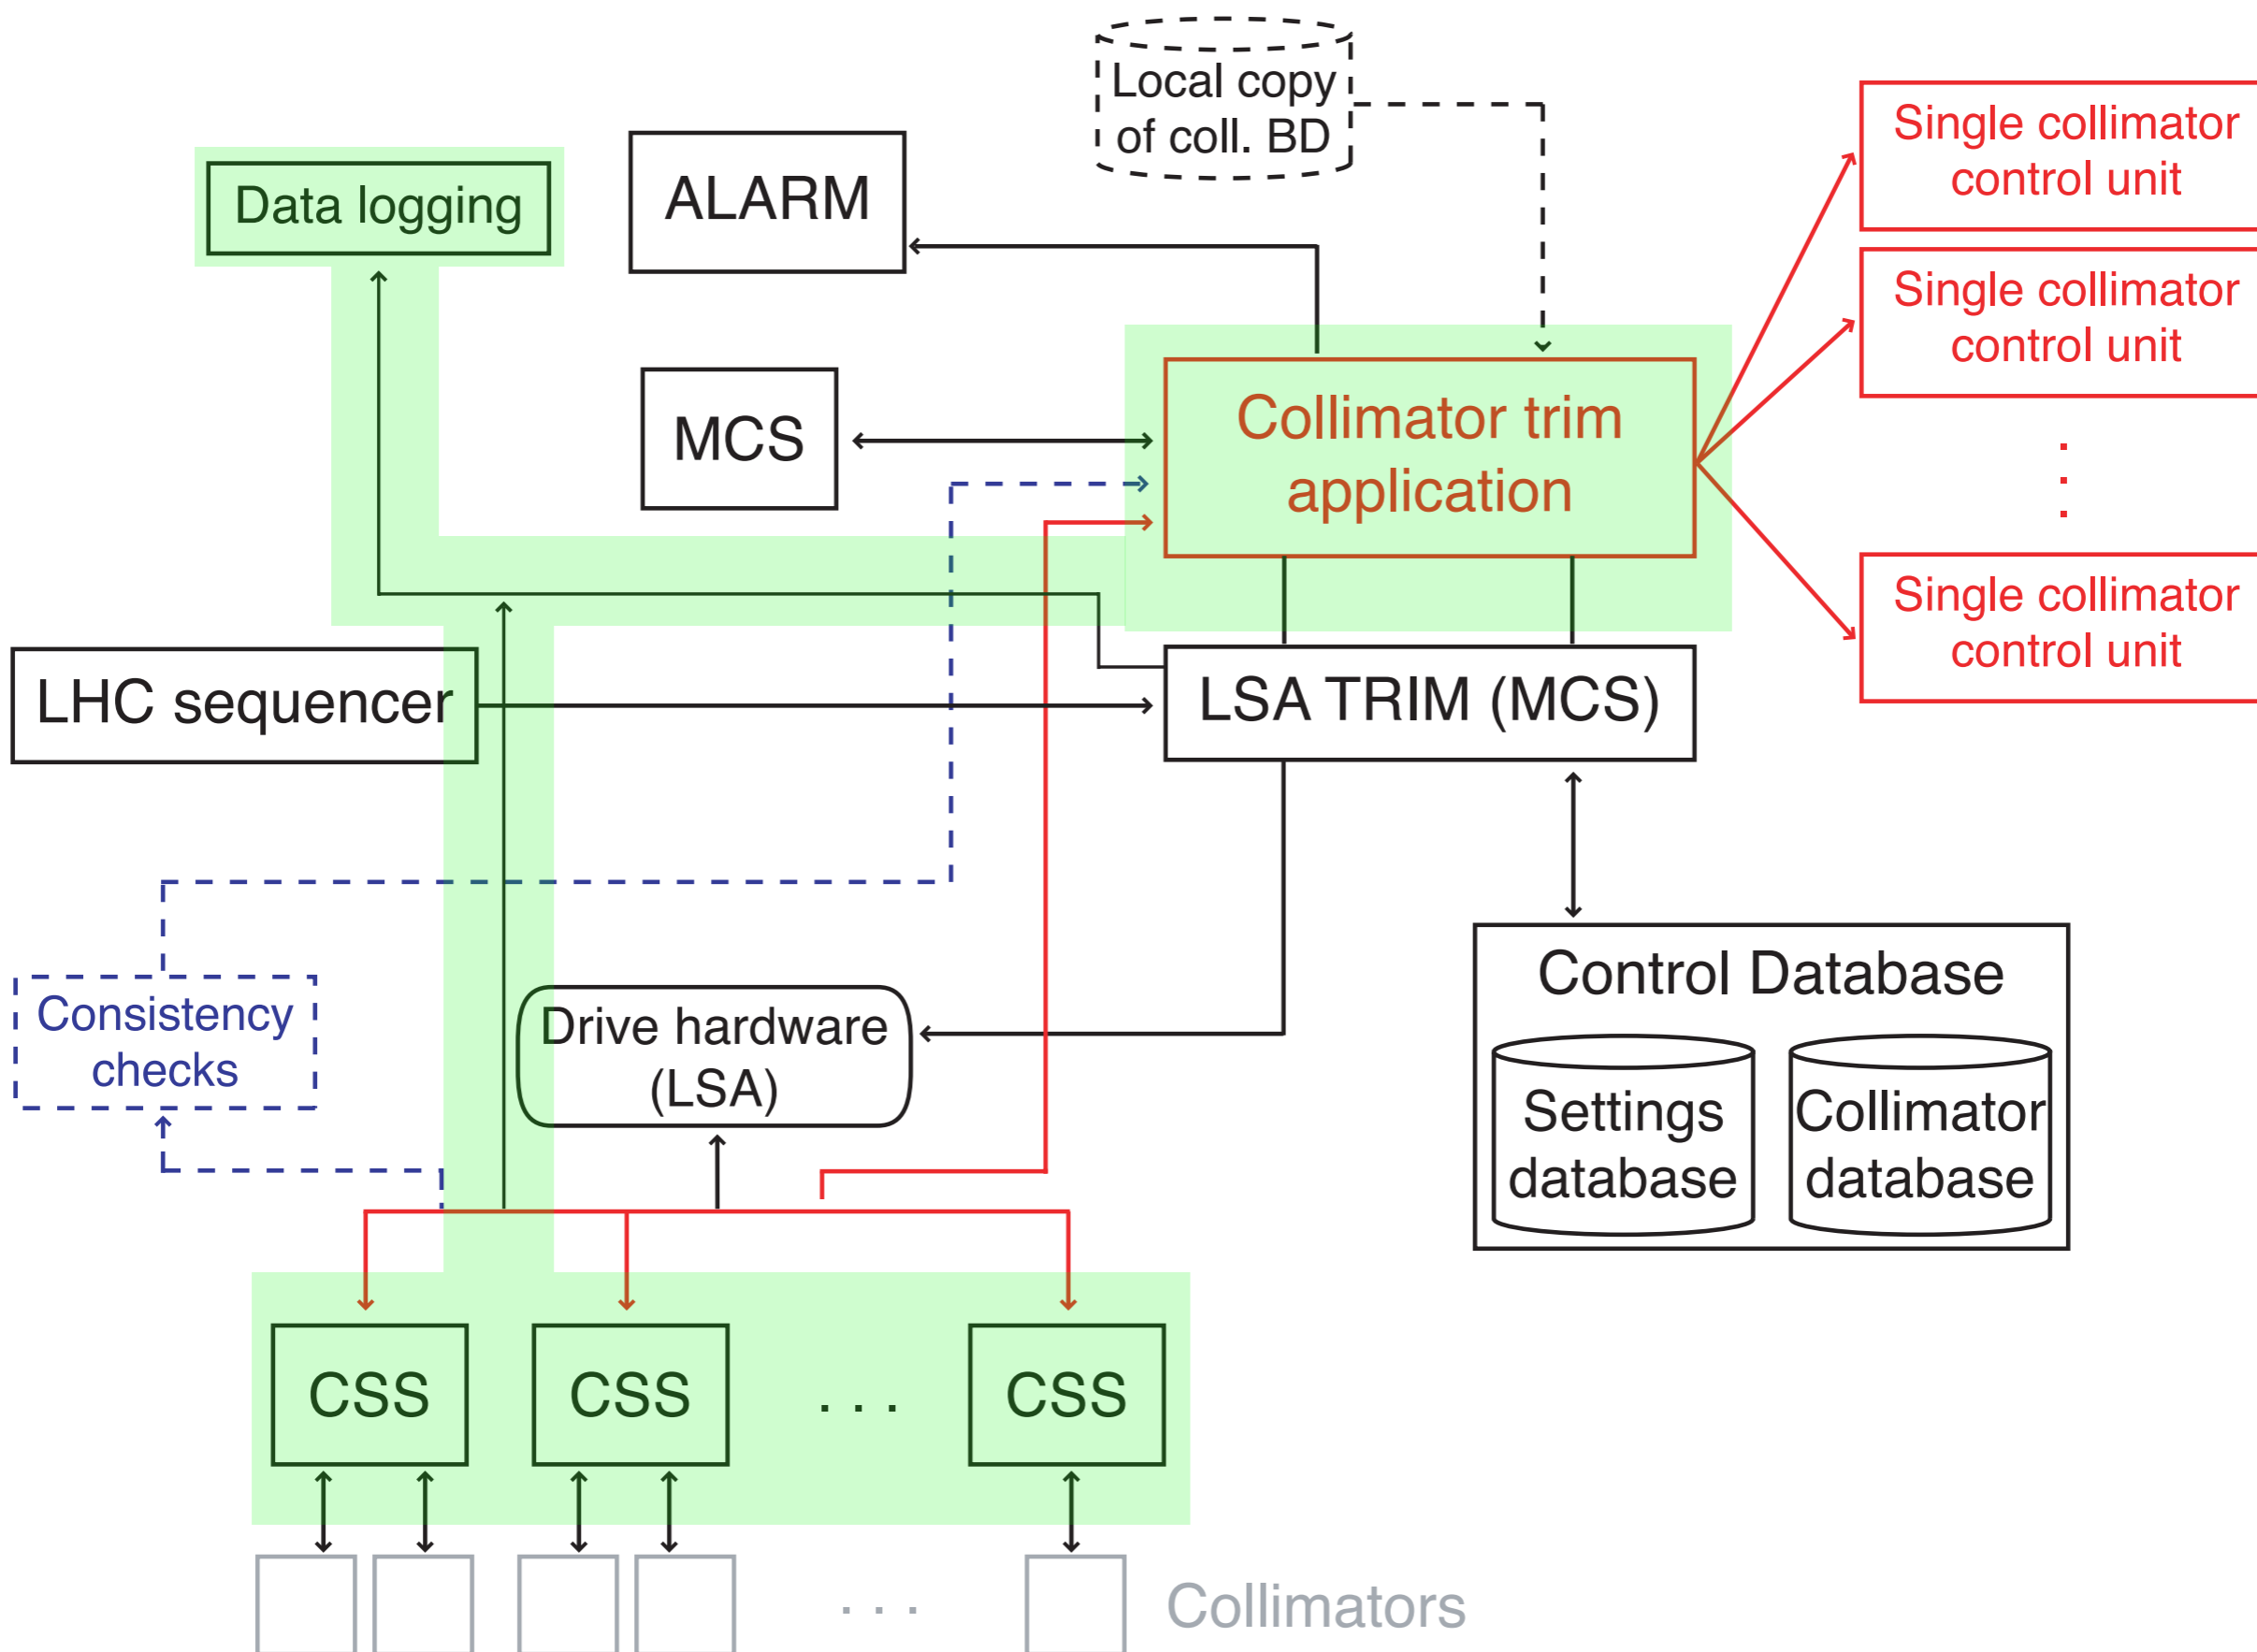 Local copy
of coll. BD
Single collimator
control unit
ALARM
Data logging
Single collimator
control unit
MCS
Collimator trim
application
Single collimator
control unit
LHC sequencer
LSA TRIM (MCS)
Control Database
Consistency
checks
Drive hardware
(LSA)
Settings
database
Collimator
database
CSS
CSS
. . .
CSS
. . .
Collimators